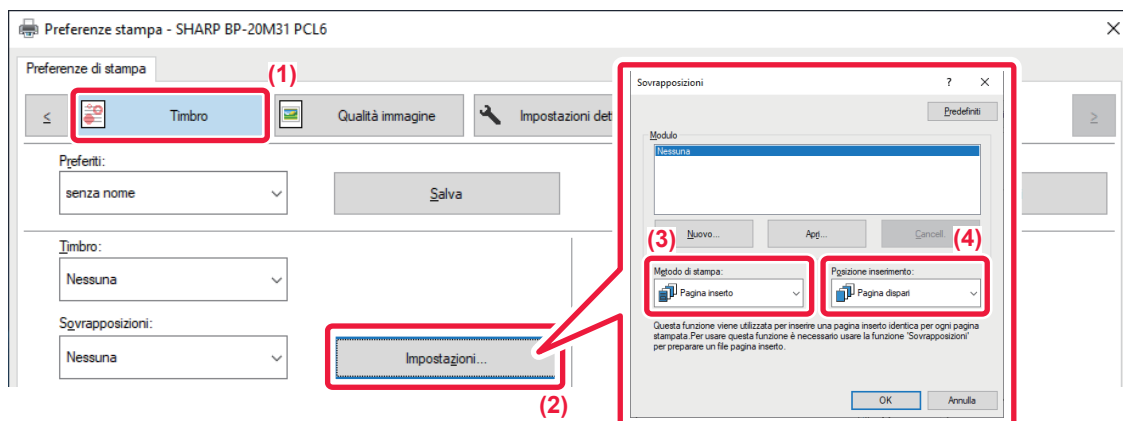 Preferenze stampa - SHARP BP-20M31 PCL6
Preferenze di stampa
(1)
< Timbro Qualità immagine Impostazioni det >
Preferiti:
senza nome
Salva
Timbro:
Nessuna
Sovrapposizioni:
Nessuna
Impostazioni...
(2)
Sovrapposizioni ?
Predefiniti
Modulo
Nessuna
Nuovo... Apri... Cancell.
(3) (4)
Metodo di stampa: Posizione inserimento:
Pagina inserto Pagina dispari
Questa funzione viene utilizzata per inserire una pagina inserto identica per ogni pagina
stampata.Per usare questa funzione è necessario usare la funzione 'Sovrapposizioni'
per preparare un file pagina inserto.
OK Annulla